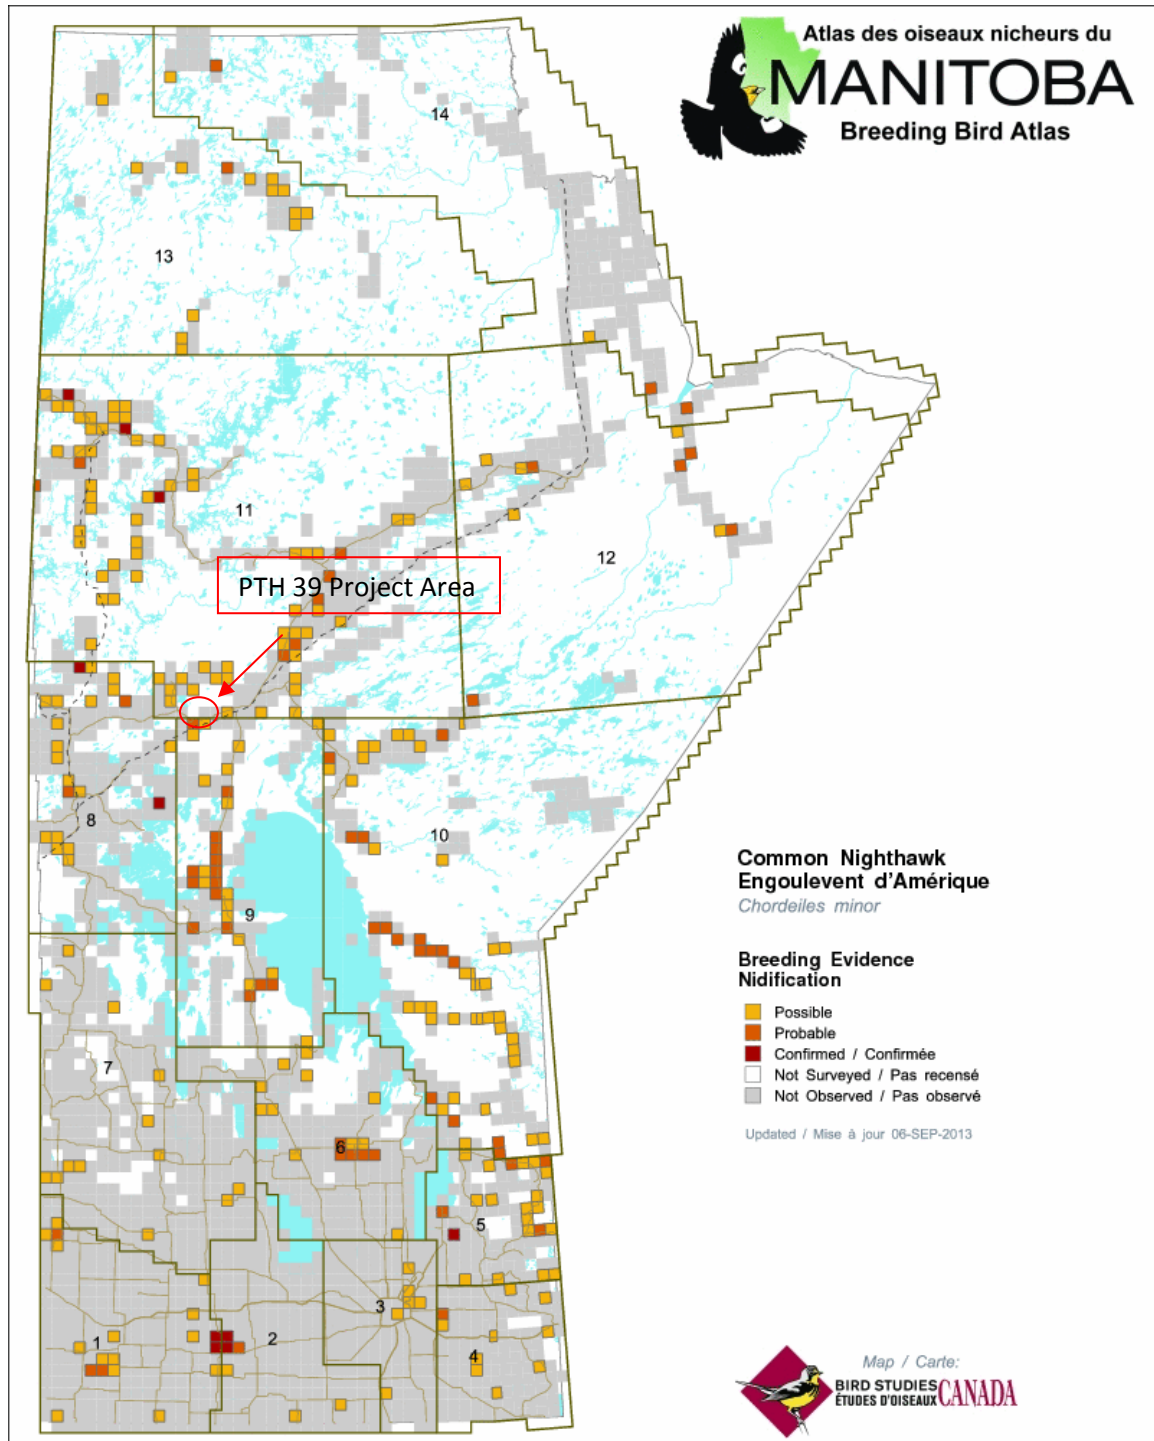 Atlas des oiseaux nicheurs du
MANITOBA
Breeding Bird Atlas
14
13
11
12
PTH 39 Project Area
8
10
9
Common Nighthawk
Engoulevent d'Amérique
Chordeiles minor
Breeding Evidence
Nidification
Possible
Probable
Confirmed / Confirmée
Not Surveyed / Pas recensé
Not Observed / Pas observé
Updated / Mise à jour 06-SEP-2013
7
6
5
3
2
1
4
Map / Carte:
BIRD STUDIES
ÉTUDES D'OISEAUX
CANADA